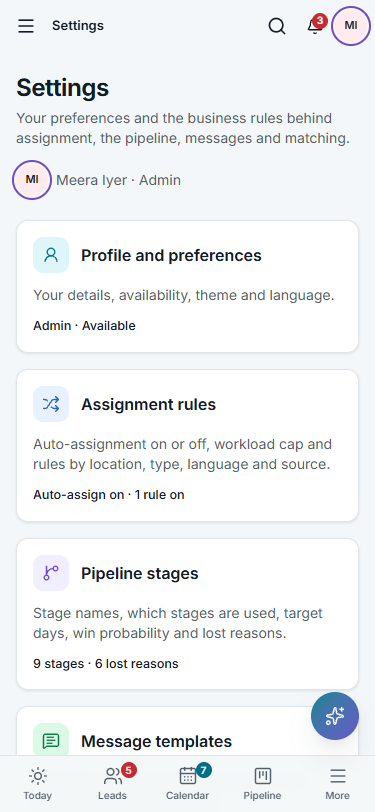 Settings
3
MI
Settings
Your preferences and the business rules behind
assignment, the pipeline, messages and matching.
MI
Meera Iyer · Admin
Profile and preferences
Your details, availability, theme and language.
Admin · Available
Assignment rules
Auto-assignment on or off, workload cap and
rules by location, type, language and source.
Auto-assign on · 1 rule on
Pipeline stages
Stage names, which stages are used, target
days, win probability and lost reasons.
9 stages · 6 lost reasons
Message templates
5
7
Today
Leads
Calendar
Pipeline
More